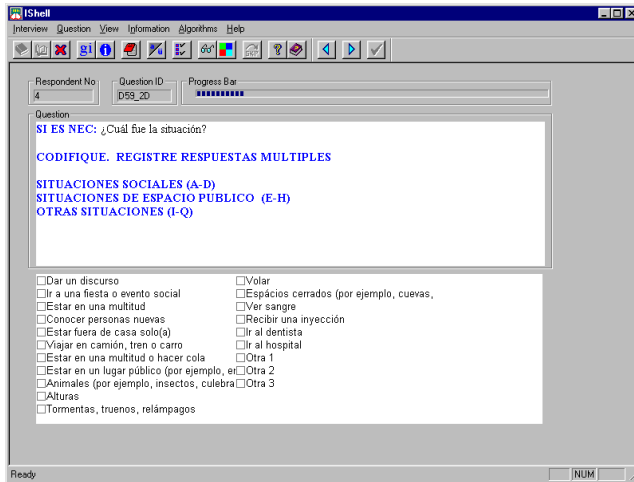 IShell
Interview Question View Information Algorithms Help
gi
Respondent No
4
Question ID
D59_2D
Progress Bar
Question
SI ES NEC: ¿Cuál fue la situación?
CODIFIQUE. REGISTRE RESPUESTAS MULTIPLES
SITUACIONES SOCIALES (A-D)
SITUACIONES DE ESPACIO PUBLICO (E-H)
OTRAS SITUACIONES (I-Q)
Dar un discurso
Ir a una fiesta o evento social
Estar en una multitud
Conocer personas nuevas
Estar fuera de casa solo(a)
Viajar en camión, tren o carro
Estar en una multitud o hacer cola
Estar en un lugar público (por ejemplo, er
Animales (por ejemplo, insectos, culebra
Alturas
Tormentas, truenos, relámpagos
Volar
Espácios cerrados (por ejemplo, cuevas,
Ver sangre
Recibir una inyección
Ir al dentista
Ir al hospital
Otra 1
Otra 2
Otra 3
Ready
NUM